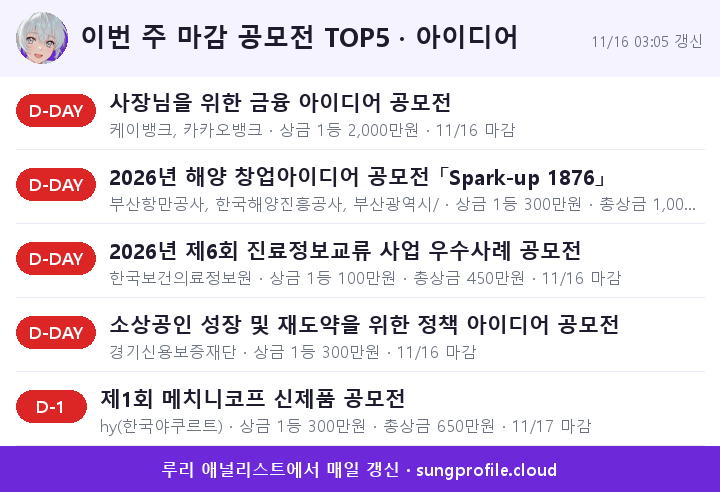 이번 주 마감 공모전 TOP5 · 아이디어
11/16 03:05 갱신
D-DAY
사장님을 위한 금융 아이디어 공모전
케이뱅크, 카카오뱅크 · 상금 1등 2,000만원 · 11/16 마감
D-DAY
2026년 해양 창업아이디어 공모전 「Spark-up 1876」
부산항만공사, 한국해양진흥공사, 부산광역시/ · 상금 1등 300만원 · 총상금 1,00...
D-DAY
2026년 제6회 진료정보교류 사업 우수사례 공모전
한국보건의료정보원 · 상금 1등 100만원 · 총상금 450만원 · 11/16 마감
D-DAY
소상공인 성장 및 재도약을 위한 정책 아이디어 공모전
경기신용보증재단 · 상금 1등 300만원 · 11/16 마감
D-1
제1회 메치니코프 신제품 공모전
hy(한국야쿠르트) · 상금 1등 300만원 · 총상금 650만원 · 11/17 마감
루리 애널리스트에서 매일 갱신 · sungprofile.cloud